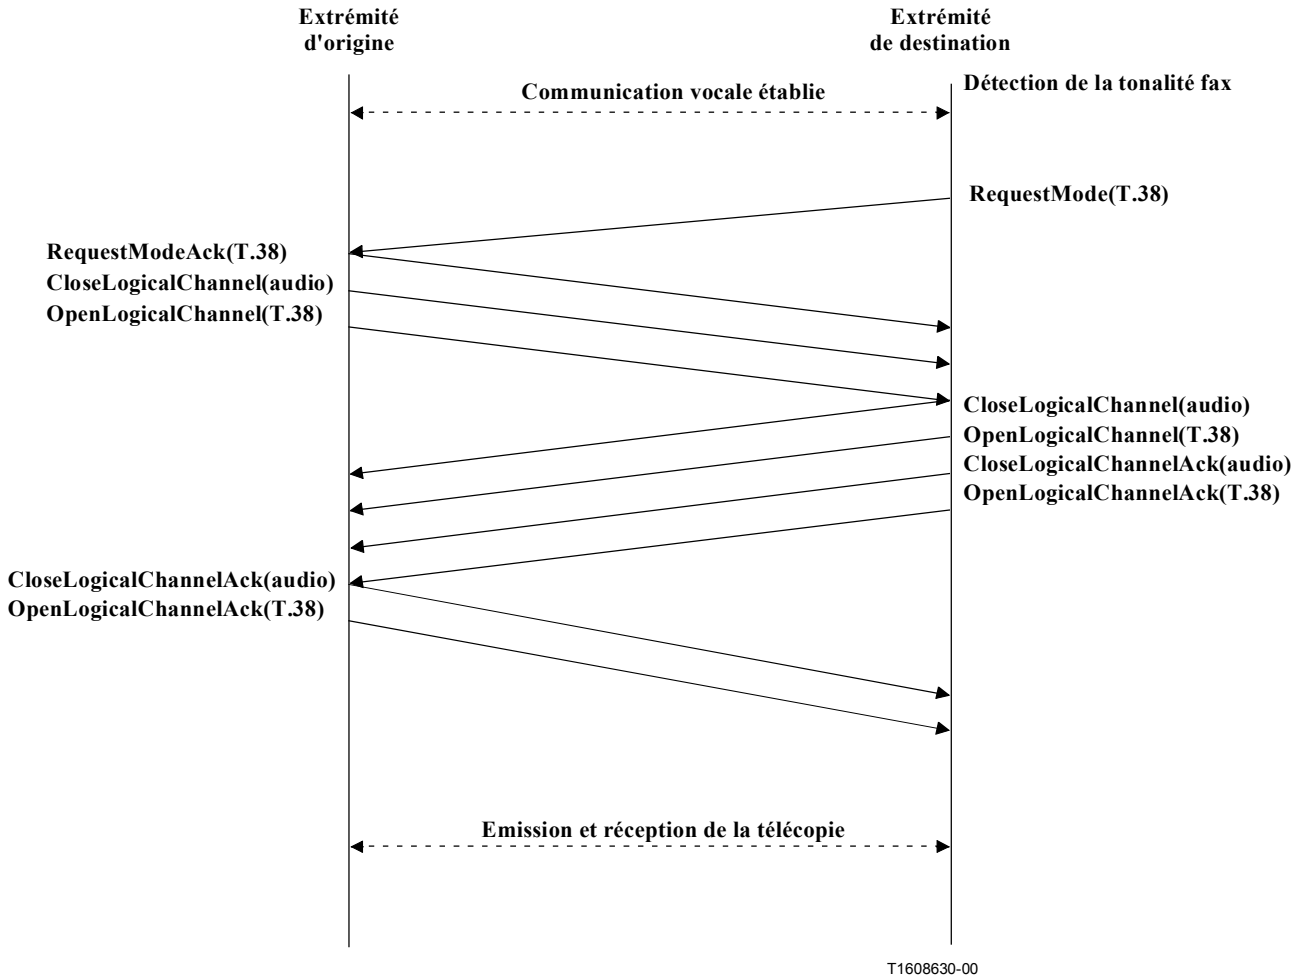 Extrémité
d'origine
Extrémité
de destination
Communication vocale établie
Détection de la tonalité fax
RequestMode(T.38)
RequestModeAck(T.38)
CloseLogicalChannel(audio)
OpenLogicalChannel(T.38)
CloseLogicalChannel(audio)
OpenLogicalChannel(T.38)
CloseLogicalChannelAck(audio)
OpenLogicalChannelAck(T.38)
CloseLogicalChannelAck(audio)
OpenLogicalChannelAck(T.38)
Emission et réception de la télécopie
T1608630-00